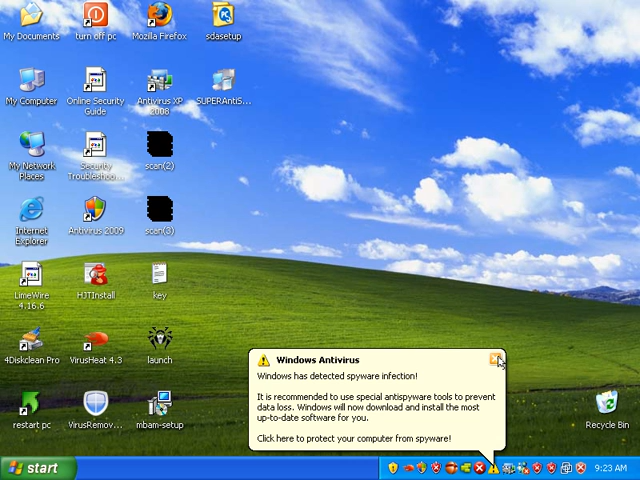 My Documents
turn off pc
Mozilla Firefox
sdasetup
My Computer
Online Security
Guide
Antivirus XP
2008
SUPERAntiS...
My Network
Places
Security
Troubleshoo...
scan(2)
Internet
Explorer
Antivirus 2009
scan(3)
LimeWire
4.16.6
HJTInstall
key
4Diskclean Pro
VirusHeat 4.3
launch
restart pc
VirusRemov...
mbam-setup
Windows Antivirus
Windows has detected spyware infection!
It is recommended to use special antispyware tools to prevent
data loss. Windows will now download and install the most
up-to-date software for you.
Click here to protect your computer from spyware!
Recycle Bin
start
9:23 AM